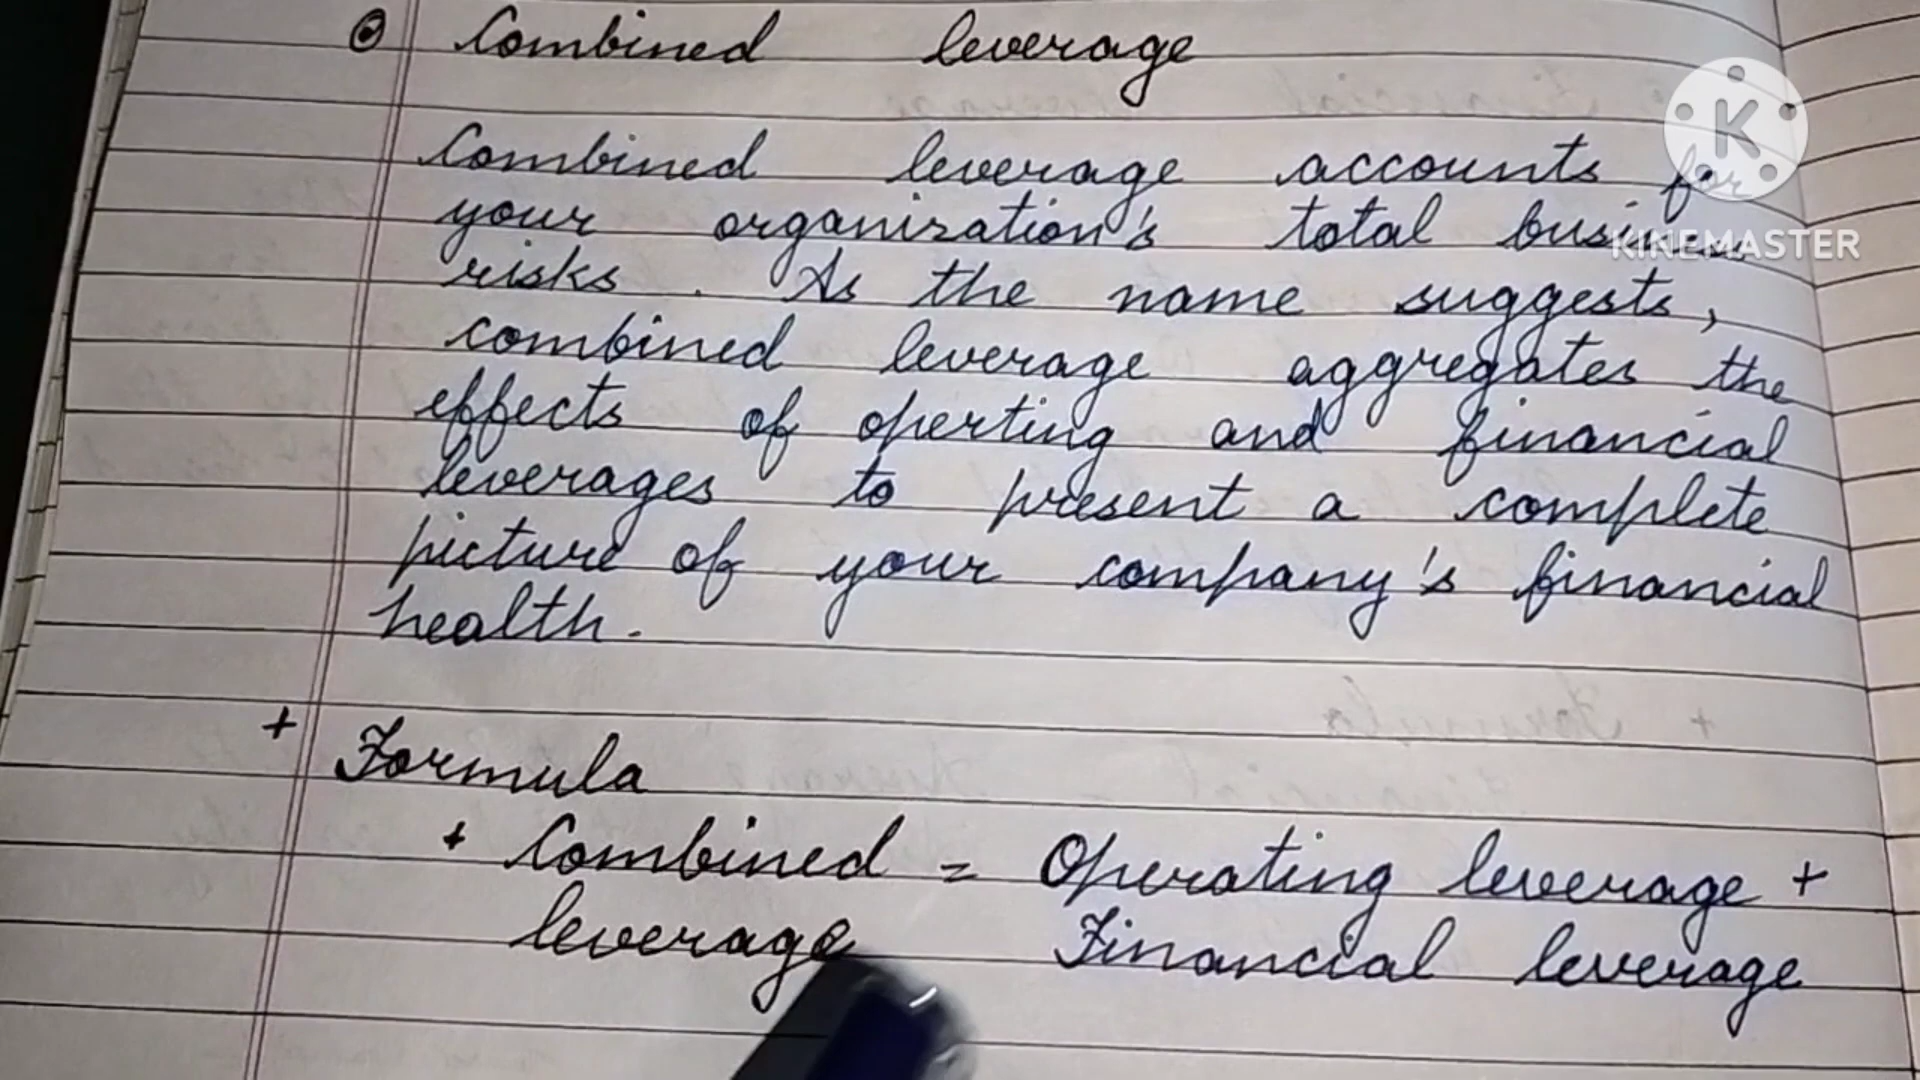 Combined leverage
Combined leverage accounts for
your organization's total business
risks. As the name suggests,
combined leverage aggregates the
effects of operting and financial
leverages to present a complete
picture of your company's financial
health.
+ Formula
+ Combined = Operating leverage +
leverage Financial leverage
K
KINEMASTER